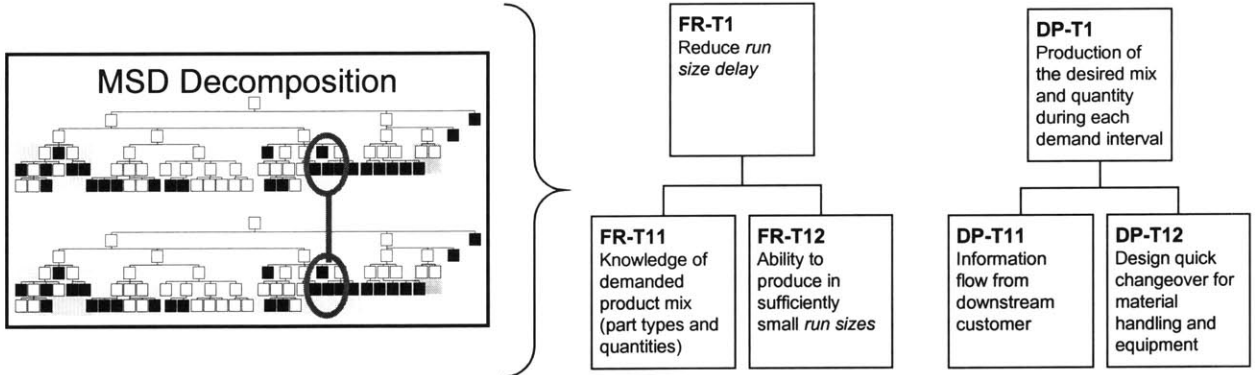 MSD Decomposition
FR-T1
Reduce run
size delay
DP-T1
Production of
the desired mix
and quantity
during each
demand interval
FR-T11
Knowledge of
demanded
product mix
(part types and
quantities)
FR-T12
Ability to
produce in
sufficiently
small run sizes
DP-T11
Information
flow from
downstream
customer
DP-T12
Design quick
changeover for
material
handling and
equipment